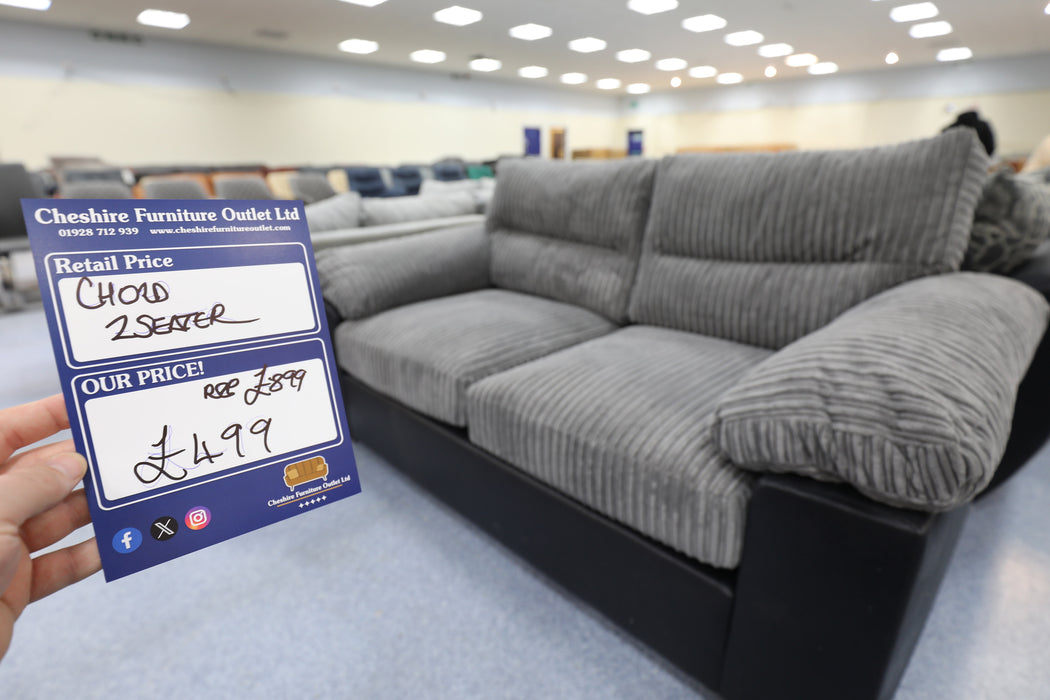 Cheshire Furniture Outlet Ltd
01928 712 939 www.cheshirefurnitureoutlet.com
Retail Price
CHORD
2SEATER
OUR PRICE!
RRP £899
£499
Cheshire Furniture Outlet Ltd